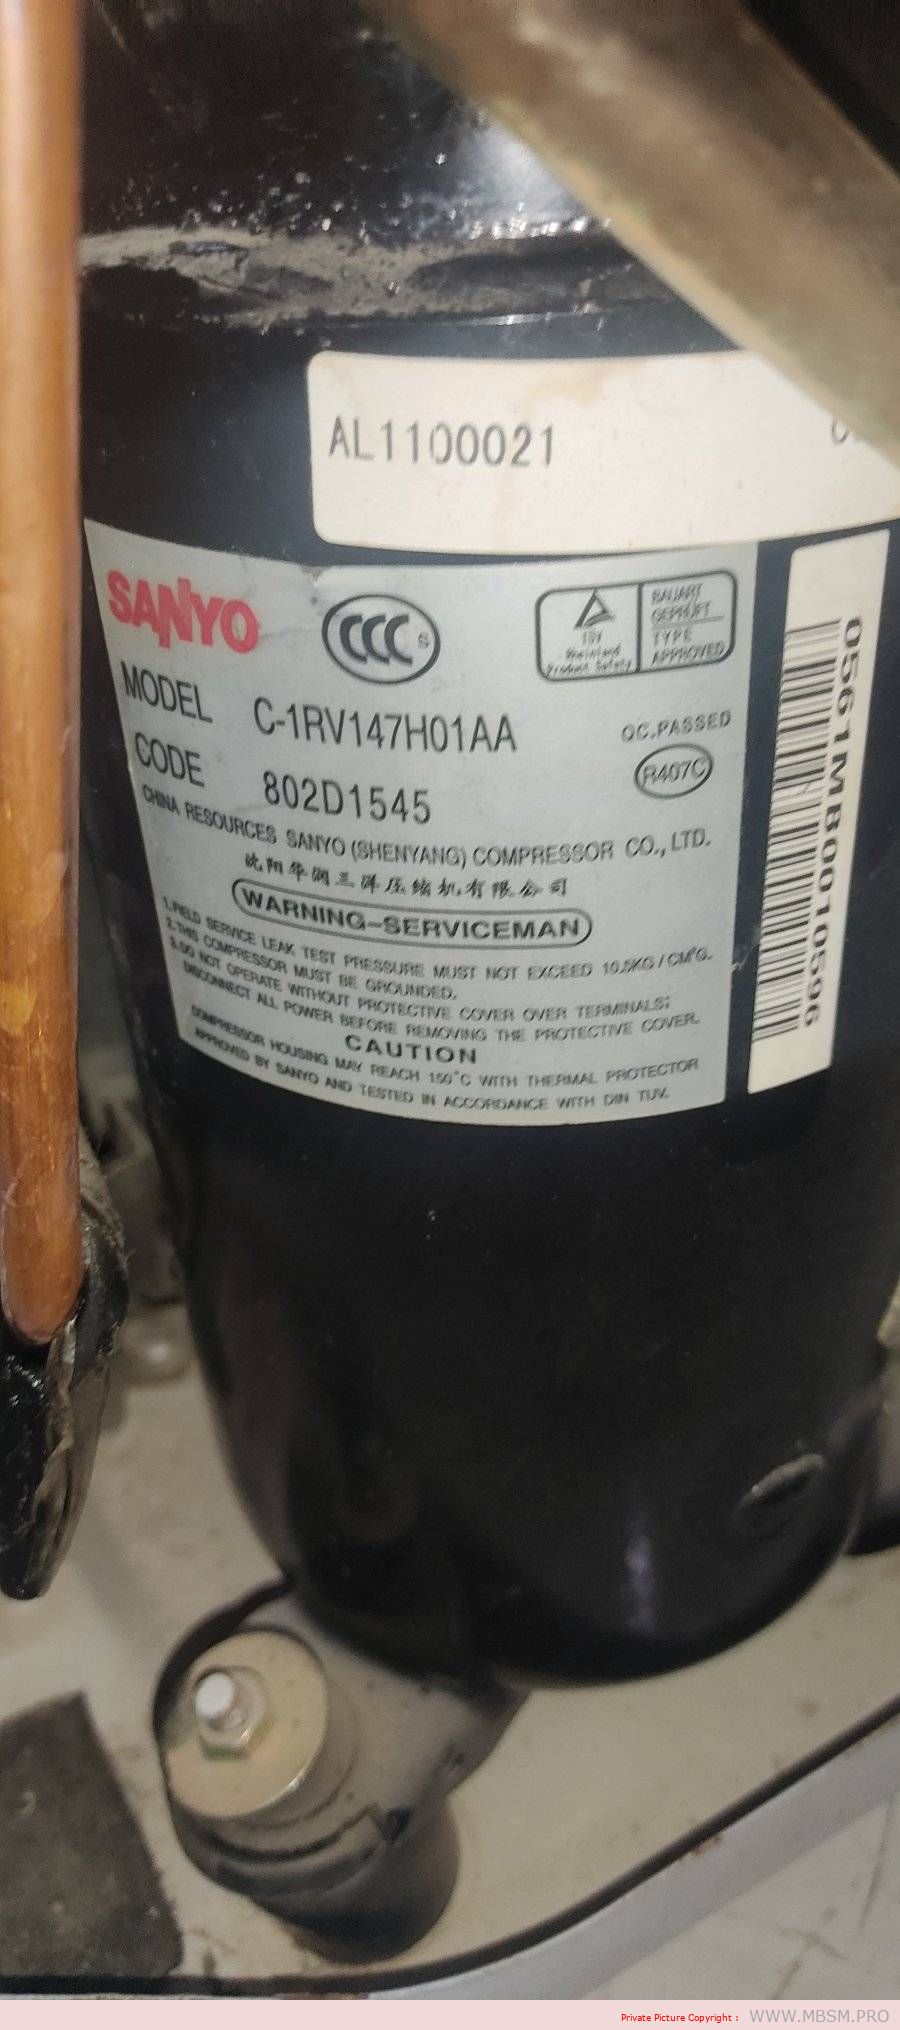 AL1100021
SANYO
CCC S
TÜV
Rheinland
Product Safety
BAUART
GEPRÜFT
TYPE
APPROVED
MODEL C-1RV147H01AA
QC.PASSED
CODE 802D1545
R407C
CHINA RESOURCES SANYO (SHENYANG) COMPRESSOR CO., LTD.
沈阳华润三洋压缩机有限公司
WARNING-SERVICEMAN
1.FIELD SERVICE LEAK TEST PRESSURE MUST NOT EXCEED 10.5KG/CM²G.
2.THIS COMPRESSOR MUST BE GROUNDED.
3.DO NOT OPERATE WITHOUT PROTECTIVE COVER OVER TERMINALS;
DISCONNECT ALL POWER BEFORE REMOVING THE PROTECTIVE COVER.
CAUTION
COMPRESSOR HOUSING MAY REACH 150°C WITH THERMAL PROTECTOR
APPROVED BY SANYO AND TESTED IN ACCORDANCE WITH DIN TUV.
0561MB0010596
Private Picture Copyright : WWW.MBSM.PRO